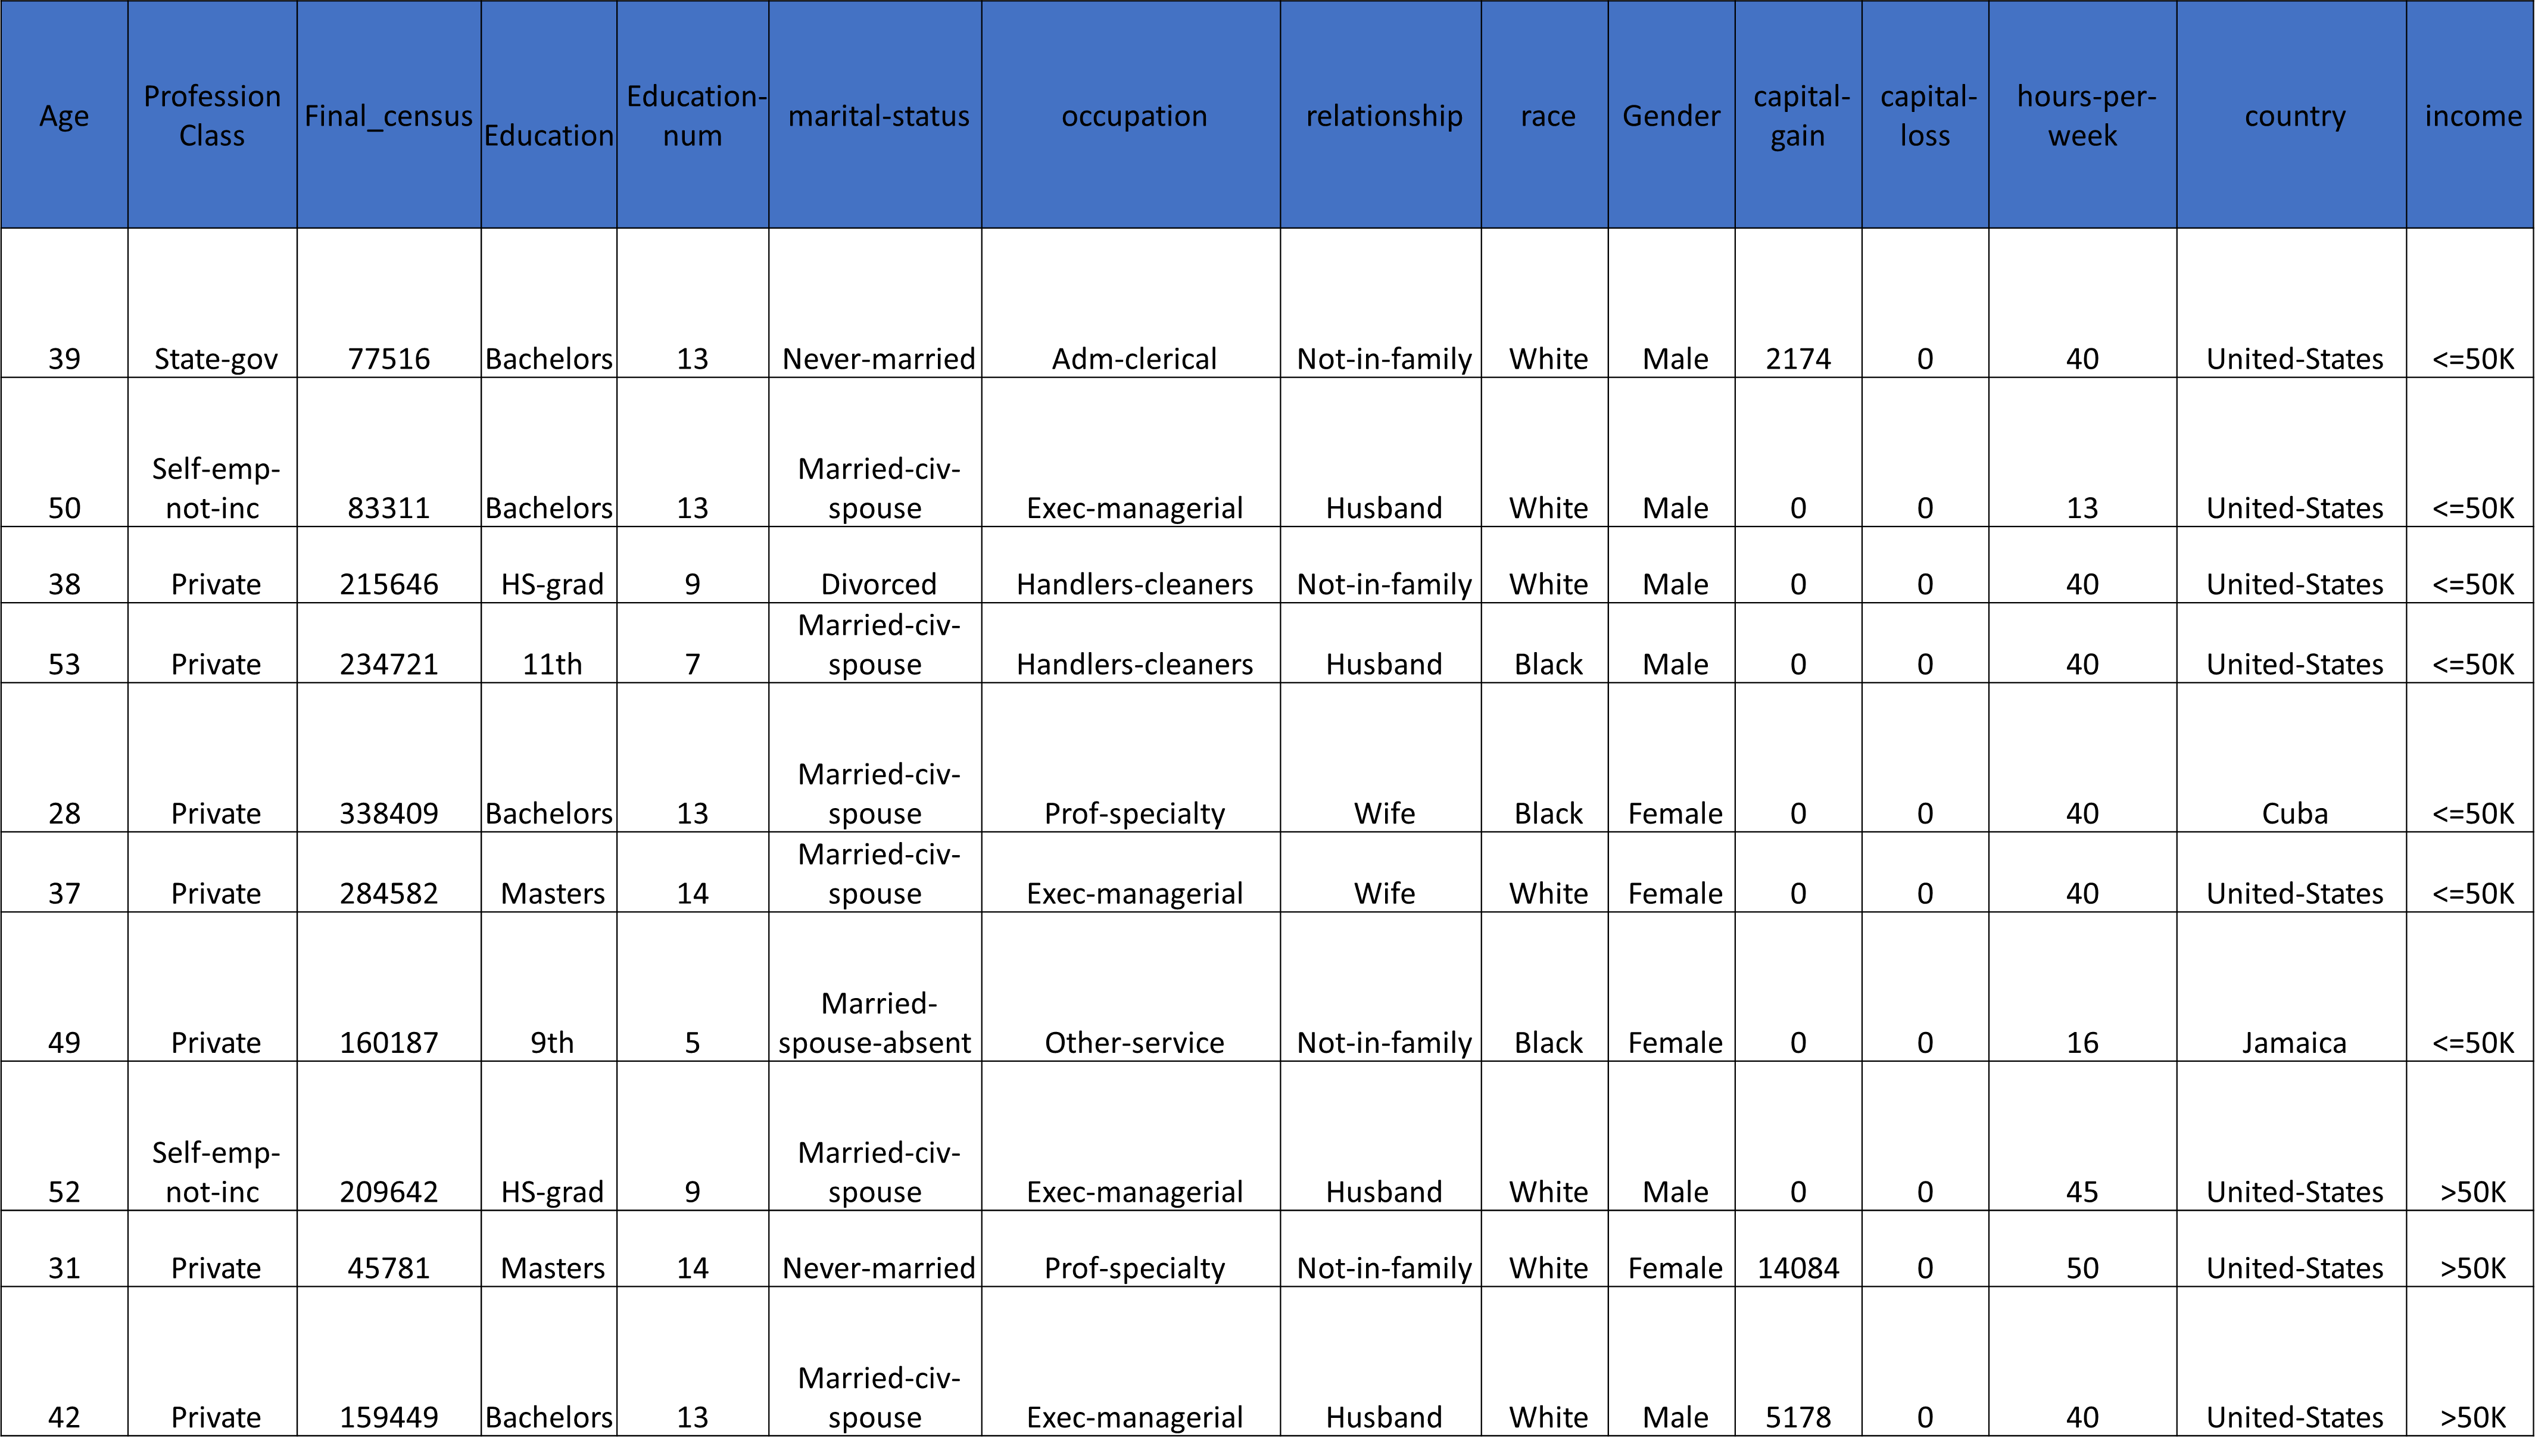 Age Profession Class Final_census Education Education-num marital-status occupation relationship race Gender capital-gain capital-loss hours-per-week country income
39 State-gov 77516 Bachelors 13 Never-married Adm-clerical Not-in-family White Male 2174 0 40 United-States <=50K
50 Self-emp-not-inc 83311 Bachelors 13 Married-civ-spouse Exec-managerial Husband White Male 0 0 13 United-States <=50K
38 Private 215646 HS-grad 9 Divorced Handlers-cleaners Not-in-family White Male 0 0 40 United-States <=50K
53 Private 234721 11th 7 Married-civ-spouse Handlers-cleaners Husband Black Male 0 0 40 United-States <=50K
28 Private 338409 Bachelors 13 Married-civ-spouse Prof-specialty Wife Black Female 0 0 40 Cuba <=50K
37 Private 284582 Masters 14 Married-civ-spouse Exec-managerial Wife White Female 0 0 40 United-States <=50K
49 Private 160187 9th 5 Married-spouse-absent Other-service Not-in-family Black Female 0 0 16 Jamaica <=50K
52 Self-emp-not-inc 209642 HS-grad 9 Married-civ-spouse Exec-managerial Husband White Male 0 0 45 United-States >50K
31 Private 45781 Masters 14 Never-married Prof-specialty Not-in-family White Female 14084 0 50 United-States >50K
42 Private 159449 Bachelors 13 Married-civ-spouse Exec-managerial Husband White Male 5178 0 40 United-States >50K